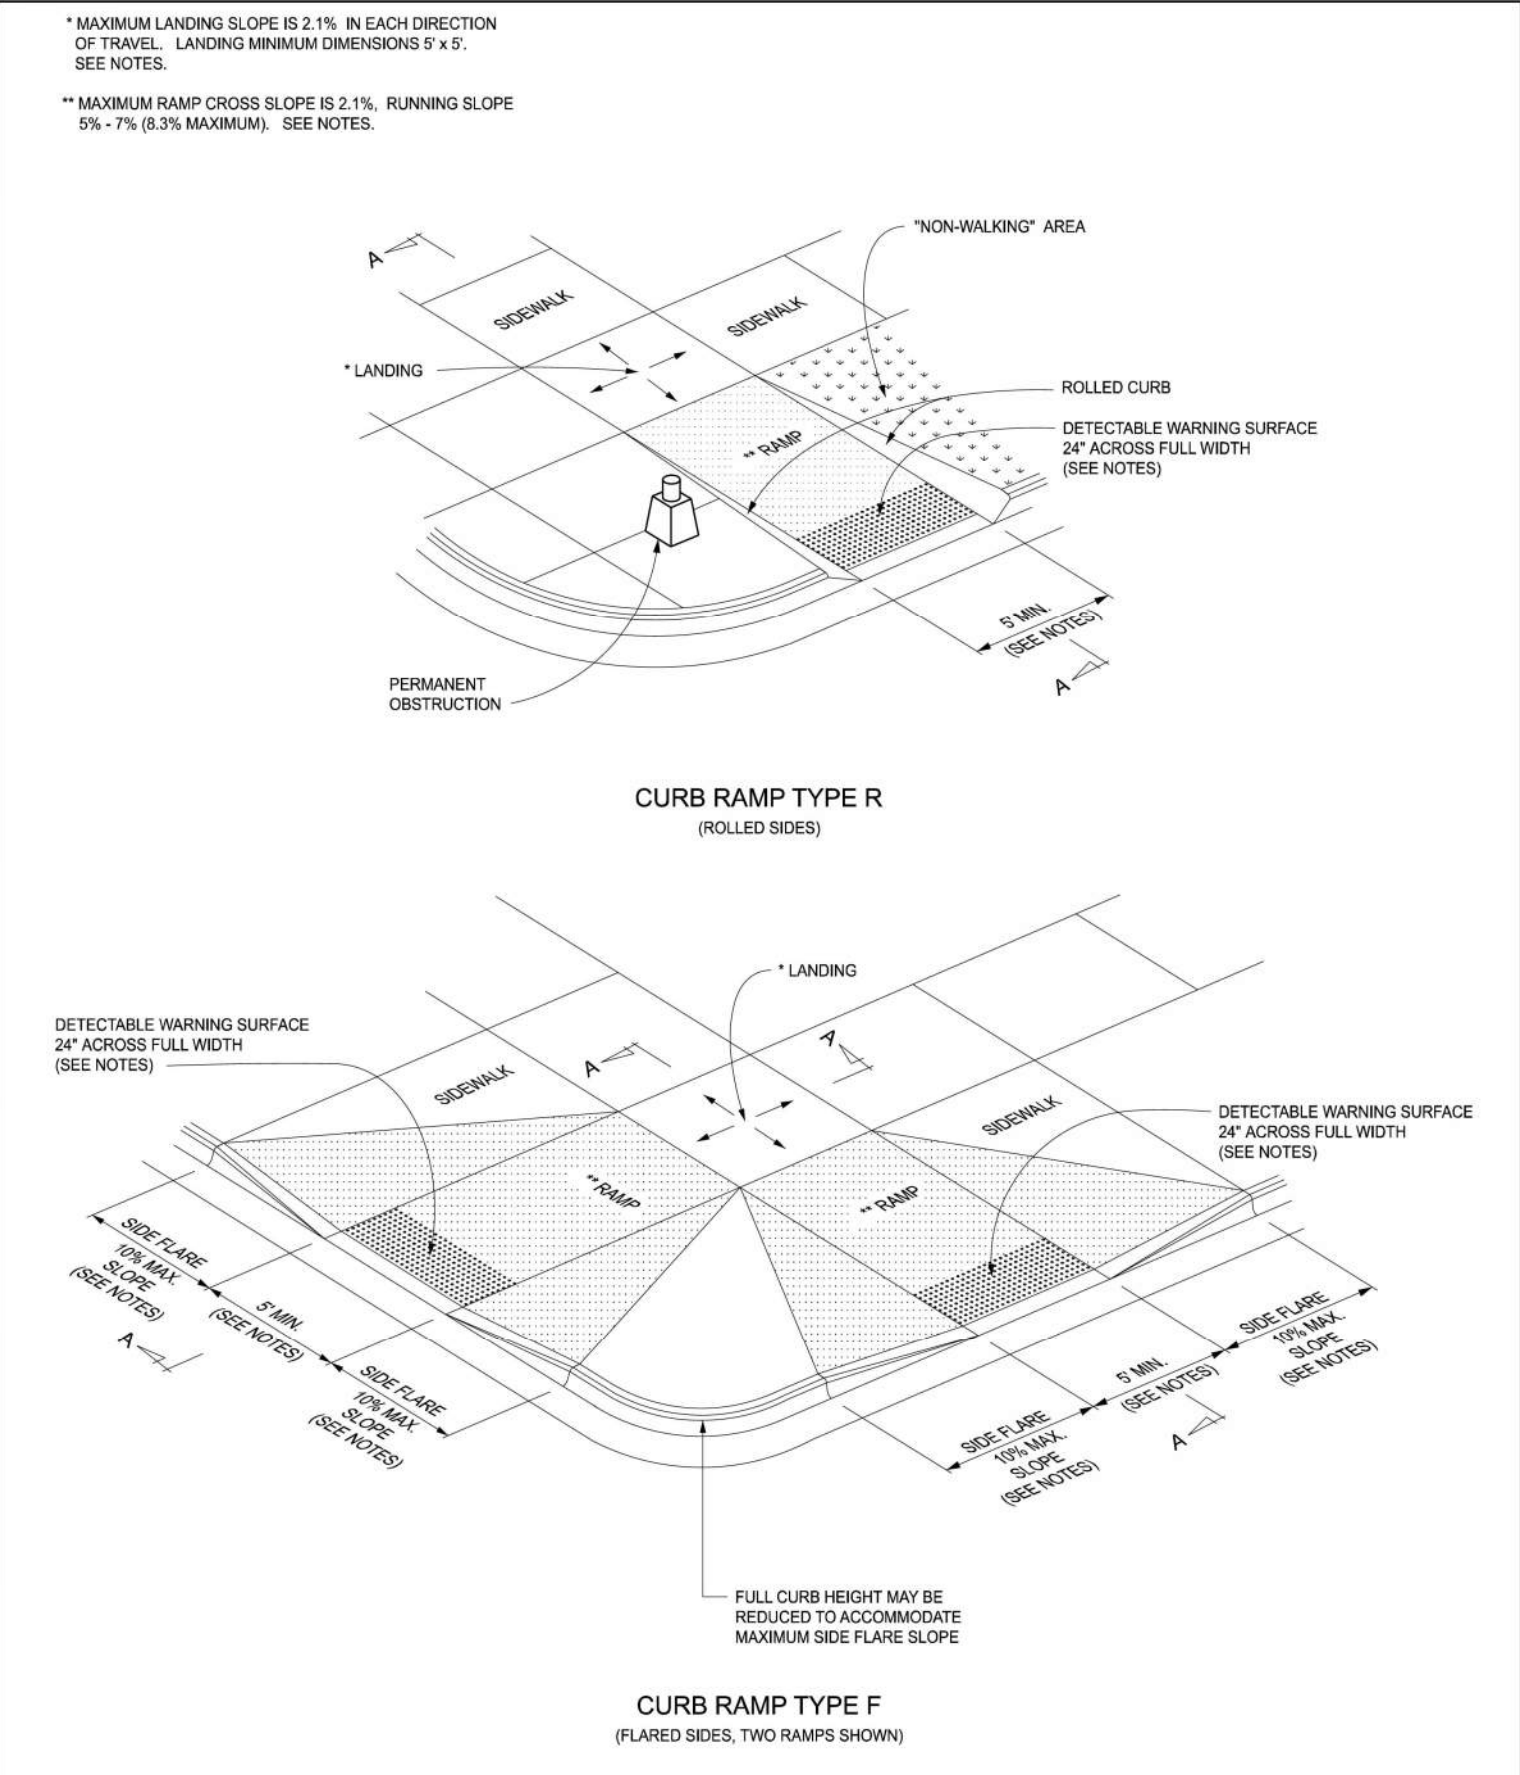 * MAXIMUM LANDING SLOPE IS 2.1% IN EACH DIRECTION
OF TRAVEL. LANDING MINIMUM DIMENSIONS 5' x 5'.
SEE NOTES.
** MAXIMUM RAMP CROSS SLOPE IS 2.1%, RUNNING SLOPE
5% - 7% (8.3% MAXIMUM). SEE NOTES.
"NON-WALKING" AREA
A
SIDEWALK
SIDEWALK
* LANDING
ROLLED CURB
DETECTABLE WARNING SURFACE
24" ACROSS FULL WIDTH
(SEE NOTES)
** RAMP
5' MIN.
(SEE NOTES)
A
PERMANENT
OBSTRUCTION
CURB RAMP TYPE R
(ROLLED SIDES)
* LANDING
DETECTABLE WARNING SURFACE
24" ACROSS FULL WIDTH
(SEE NOTES)
A
A
SIDEWALK
SIDEWALK
DETECTABLE WARNING SURFACE
24" ACROSS FULL WIDTH
(SEE NOTES)
** RAMP
** RAMP
SIDE FLARE
10% MAX.
SLOPE
(SEE NOTES)
A
5' MIN.
(SEE NOTES)
SIDE FLARE
10% MAX.
SLOPE
(SEE NOTES)
SIDE FLARE
10% MAX.
SLOPE
(SEE NOTES)
5' MIN.
(SEE NOTES)
A
SIDE FLARE
10% MAX.
SLOPE
(SEE NOTES)
FULL CURB HEIGHT MAY BE
REDUCED TO ACCOMMODATE
MAXIMUM SIDE FLARE SLOPE
CURB RAMP TYPE F
(FLARED SIDES, TWO RAMPS SHOWN)